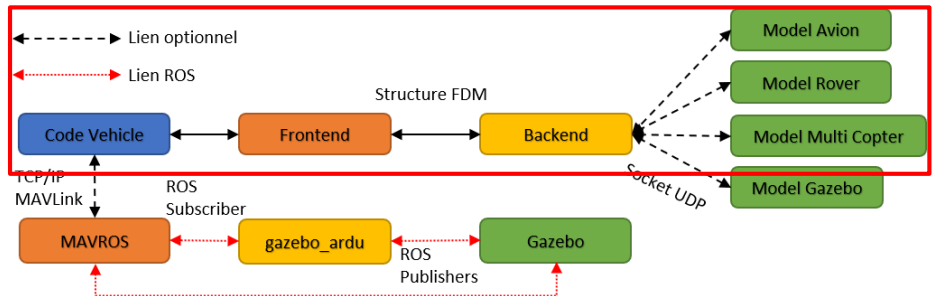 Lien optionnel
Lien ROS
Structure FDM
Model Avion
Model Rover
Model Multi Copter
Model Gazebo
Code Vehicle
Frontend
Backend
Socket UDP
TCP/IP
MAVLink
ROS
Subscriber
MAVROS
gazebo_ardu
Gazebo
ROS
Publishers